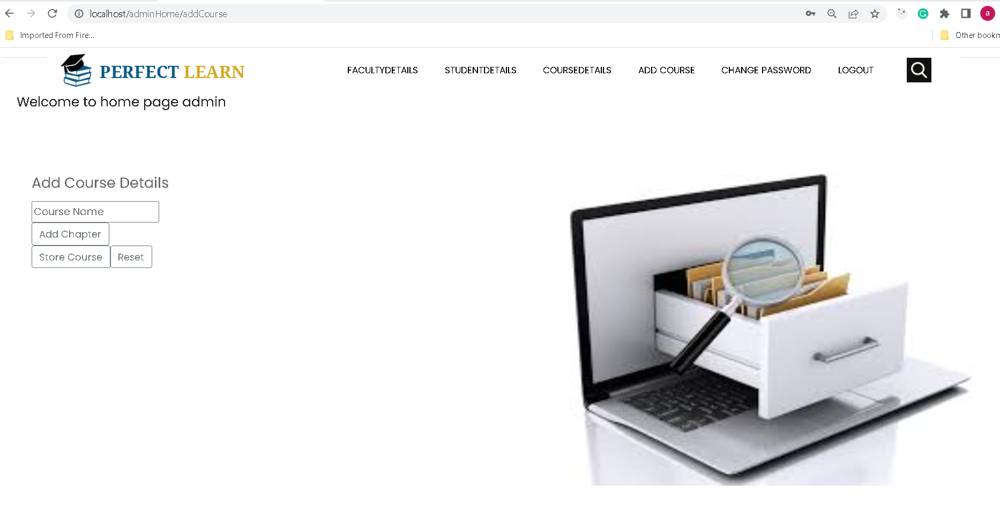 localhost/adminHome/addCourse
a
Imported From Fire...
Other bookm
PERFECT LEARN
FACULTYDETAILS
STUDENTDETAILS
COURSEDETAILS
ADD COURSE
CHANGE PASSWORD
LOGOUT
Welcome to home page admin
Add Course Details
Course Name
Add Chapter
Store Course
Reset